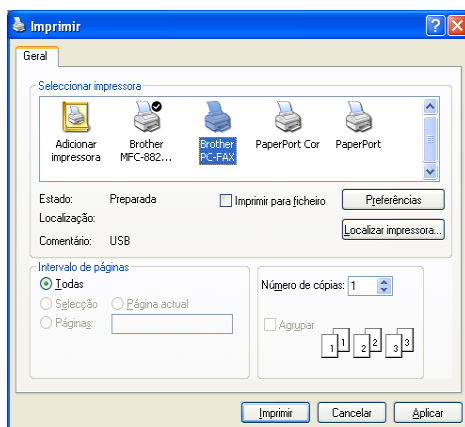 Imprimir
Geral
Seleccionar impressora
Adicionar impressora
Brother MFC-882...
Brother PC-FAX
PaperPort Cor
PaperPort
Estado: Preparada
Imprimir para ficheiro
Preferências
Localização:
Localizar impressora...
Comentário: USB
Intervalo de páginas
Todas
Selecção Página actual
Páginas:
Número de cópias: 1
Agrupar
1 1 2 2 3 3
Imprimir Cancelar Aplicar